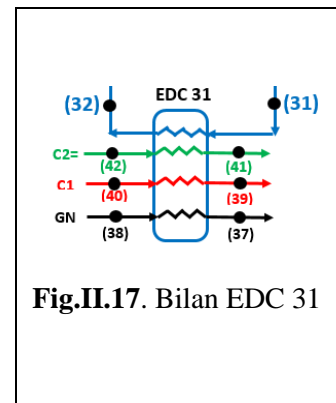 EDC 31
(32) (31)
C2=
(42) (41)
C1
(40) (39)
GN
(38) (37)
Fig.II.17. Bilan EDC 31